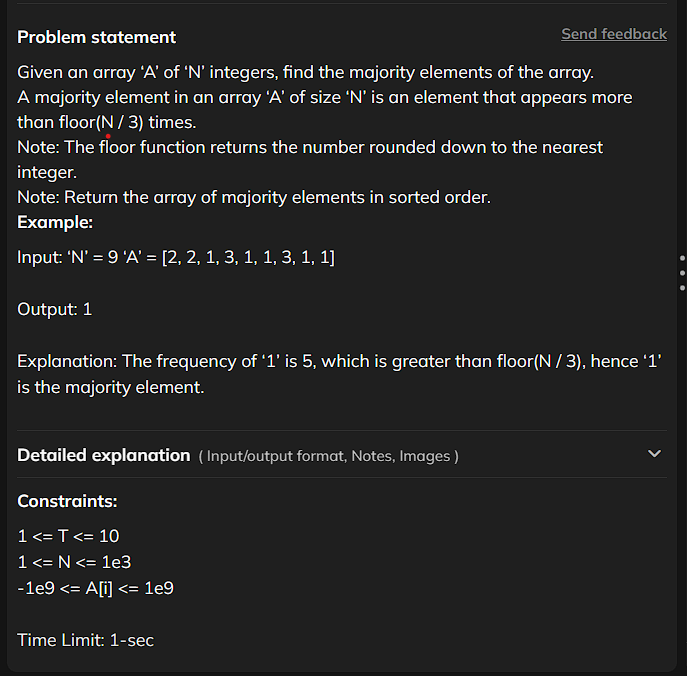 Problem statement
Send feedback
Given an array ‘A’ of ‘N’ integers, find the majority elements of the array.
A majority element in an array ‘A’ of size ‘N’ is an element that appears more
than floor(N / 3) times.
Note: The floor function returns the number rounded down to the nearest
integer.
Note: Return the array of majority elements in sorted order.
Example:
Input: ‘N’ = 9 ‘A’ = [2, 2, 1, 3, 1, 1, 3, 1, 1]
Output: 1
Explanation: The frequency of ‘1’ is 5, which is greater than floor(N / 3), hence ‘1’
is the majority element.
Detailed explanation ( Input/output format, Notes, Images )
Constraints:
1 <= T <= 10
1 <= N <= 1e3
-1e9 <= A[i] <= 1e9
Time Limit: 1-sec